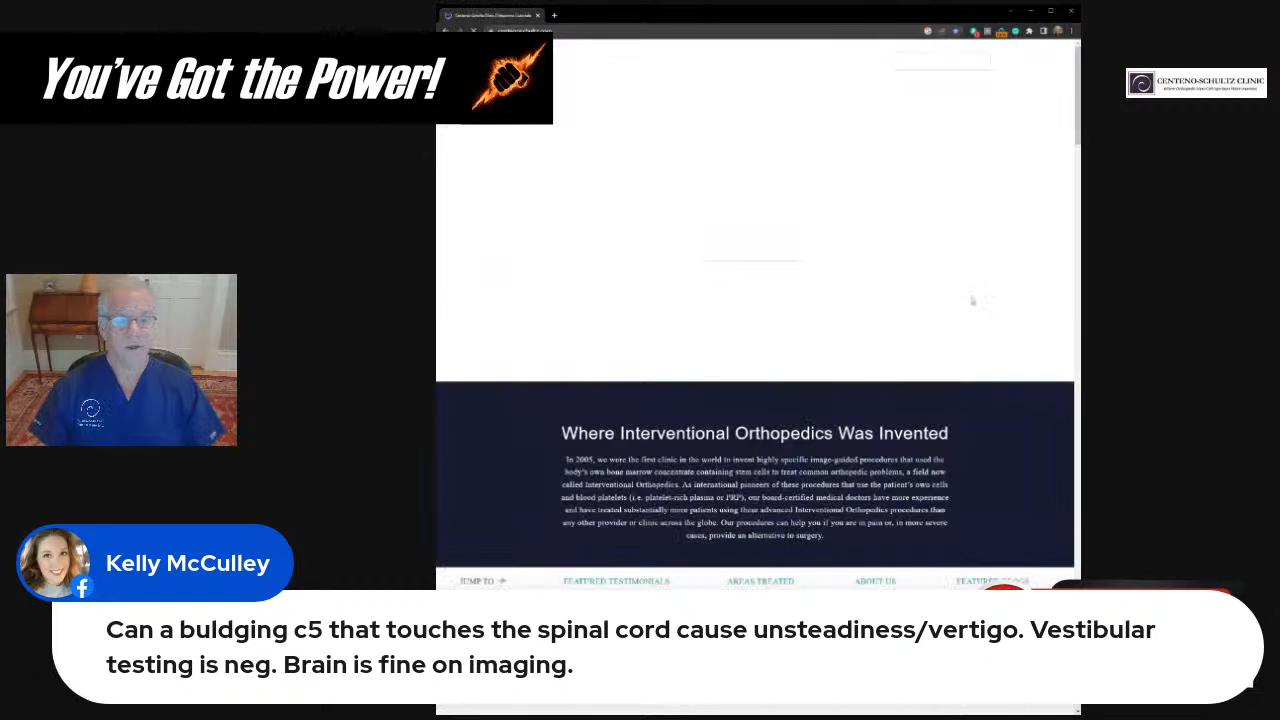 Centeno-Schultz Clinic
centenoschultz.com
You've Got the Power!
CENTENO-SCHULTZ CLINIC
Where Interventional Orthopedics Was Invented
In 2005, we were the first clinic in the world to invent highly specific image-guided procedures that used the
body's own bone marrow concentrate containing stem cells to treat common orthopedic problems, a field now
called Interventional Orthopedics. As international pioneers of these procedures that use the patient's own cells
and blood platelets (i.e. platelet-rich plasma or PRP), our board-certified medical doctors have more experience
and have treated substantially more patients using these advanced Interventional Orthopedics procedures than
any other provider or clinic across the globe. Our procedures can help you if you are in pain or, in more severe
cases, provide an alternative to surgery.
JUMP TO FEATURED TESTIMONIALS AREAS TREATED ABOUT US FEATURED BLOGS
Kelly McCulley
Can a buldging c5 that touches the spinal cord cause unsteadiness/vertigo. Vestibular
testing is neg. Brain is fine on imaging.